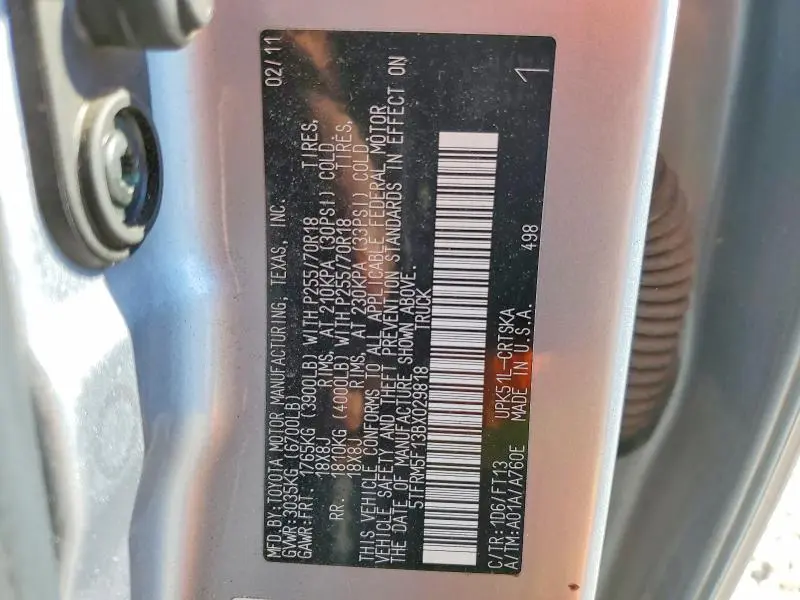 MFD.BY:TOYOTA MOTOR MANUFACTURING, TEXAS, INC. 02/11
GVWR:3035KG (6700LB)
GAWR:FRT. 1765KG (3900LB) WITH P255/70R18 TIRES,
18X8J RIMS, AT 210KPA (30PSI) COLD.
RR. 1810KG (4000LB) WITH P255/70R18 TIRES,
18X8J RIMS, AT 230KPA (33PSI) COLD.
THIS VEHICLE CONFORMS TO ALL APPLICABLE FEDERAL MOTOR
VEHICLE SAFETY AND THEFT PREVENTION STANDARDS IN EFFECT ON
THE DATE OF MANUFACTURE SHOWN ABOVE.
5TFRM5F13BX029818 TRUCK
C/TR:1D6/FT13 UPK51L-CRTSKA 498
A/TM:A01A/A760E MADE IN U.S.A. 1